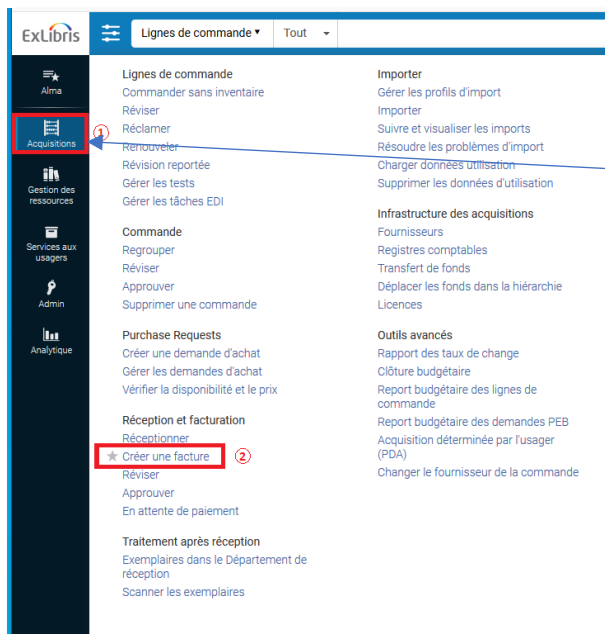 ExLibris
Lignes de commande
Tout
Alma
Acquisitions
Gestion des
ressources
Services aux
usagers
Admin
Analytique
1
Lignes de commande
Commander sans inventaire
Réviser
Réclamer
Renouveler
Révision reportée
Gérer les tests
Gérer les tâches EDI
Commande
Regrouper
Réviser
Approuver
Supprimer une commande
Purchase Requests
Créer une demande d'achat
Gérer les demandes d'achat
Vérifier la disponibilité et le prix
Réception et facturation
Réceptionner
Créer une facture 2
Réviser
Approuver
En attente de paiement
Traitement après réception
Exemplaires dans le Département de
réception
Scanner les exemplaires
Importer
Gérer les profils d'import
Importer
Suivre et visualiser les imports
Résoudre les problèmes d'import
Charger données utilisation
Supprimer les données d'utilisation
Infrastructure des acquisitions
Fournisseurs
Registres comptables
Transfert de fonds
Déplacer les fonds dans la hiérarchie
Licences
Outils avancés
Rapport des taux de change
Clôture budgétaire
Report budgétaire des lignes de
commande
Report budgétaire des demandes PEB
Acquisition déterminée par l'usager
(PDA)
Changer le fournisseur de la commande